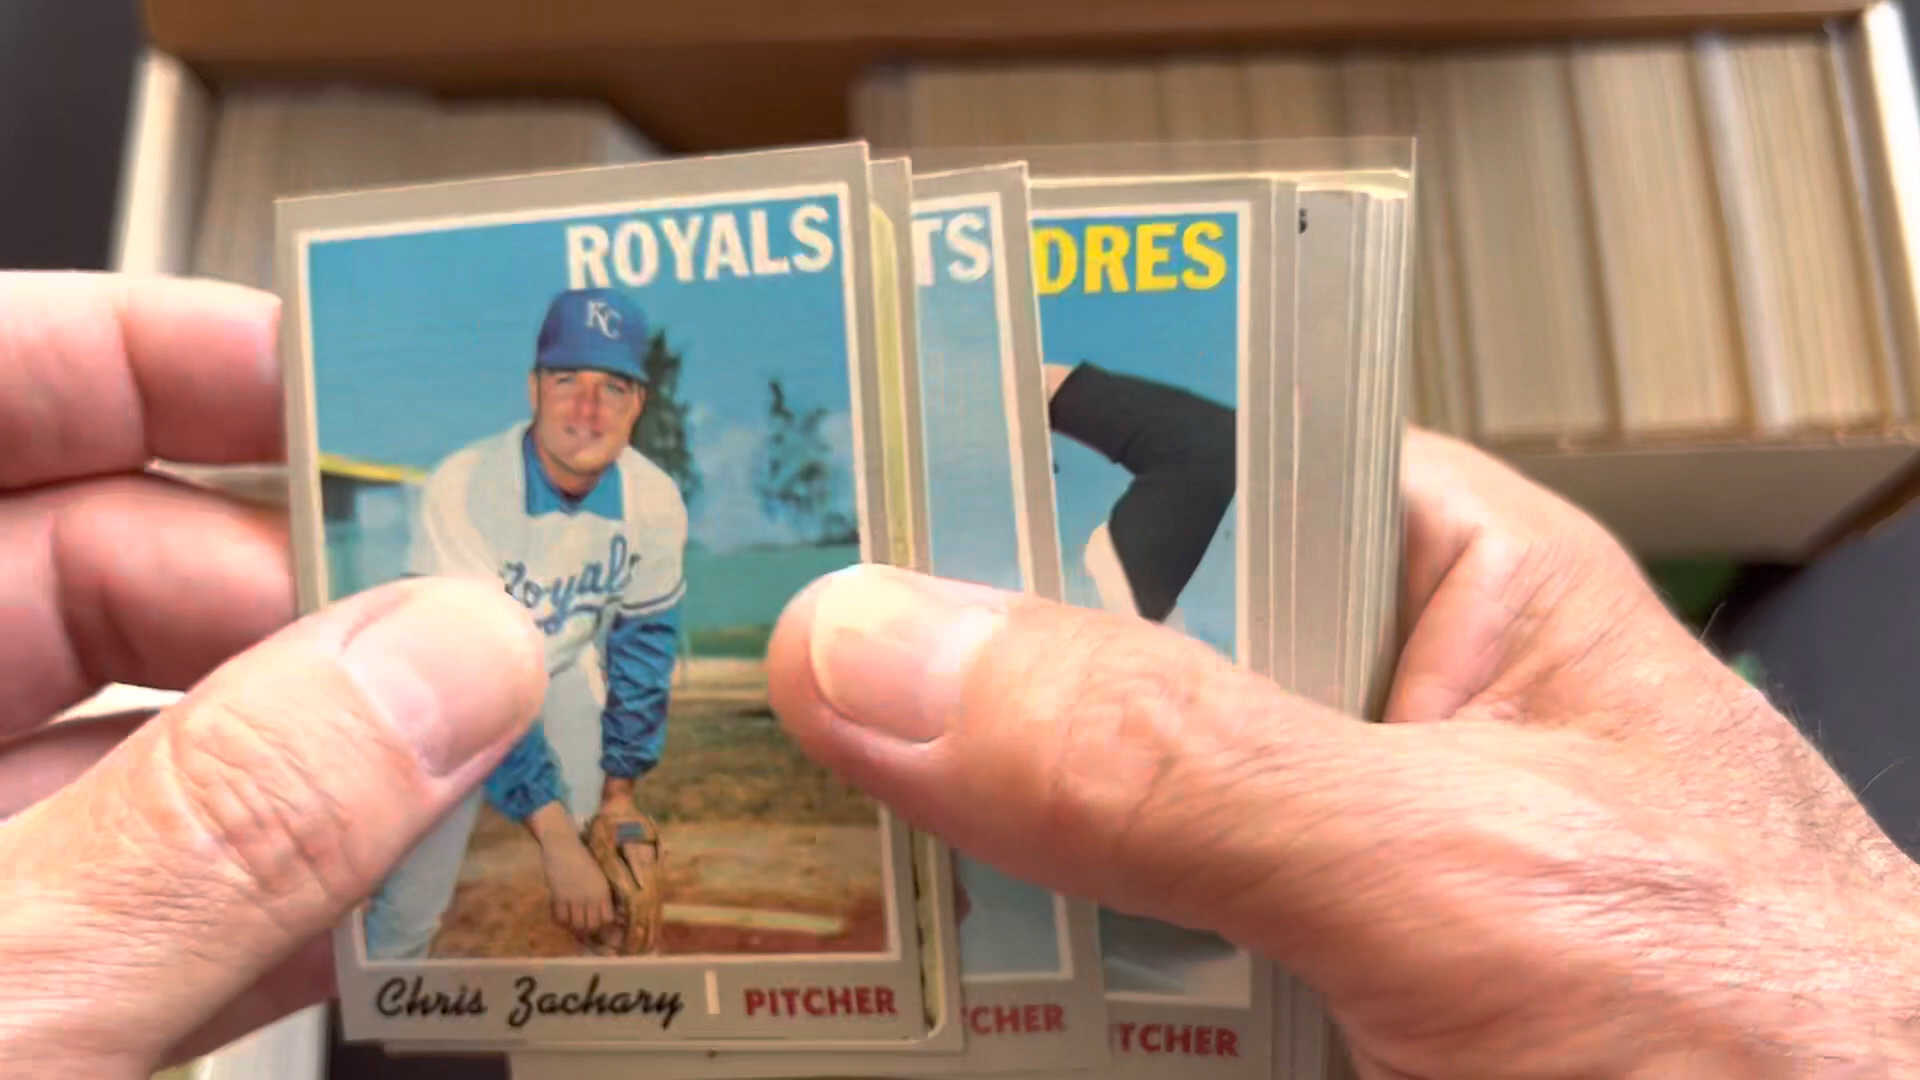 ROYALS
TS
DRES
KC
Royals
Chris Zachary | PITCHER
CHER
TCHER
s